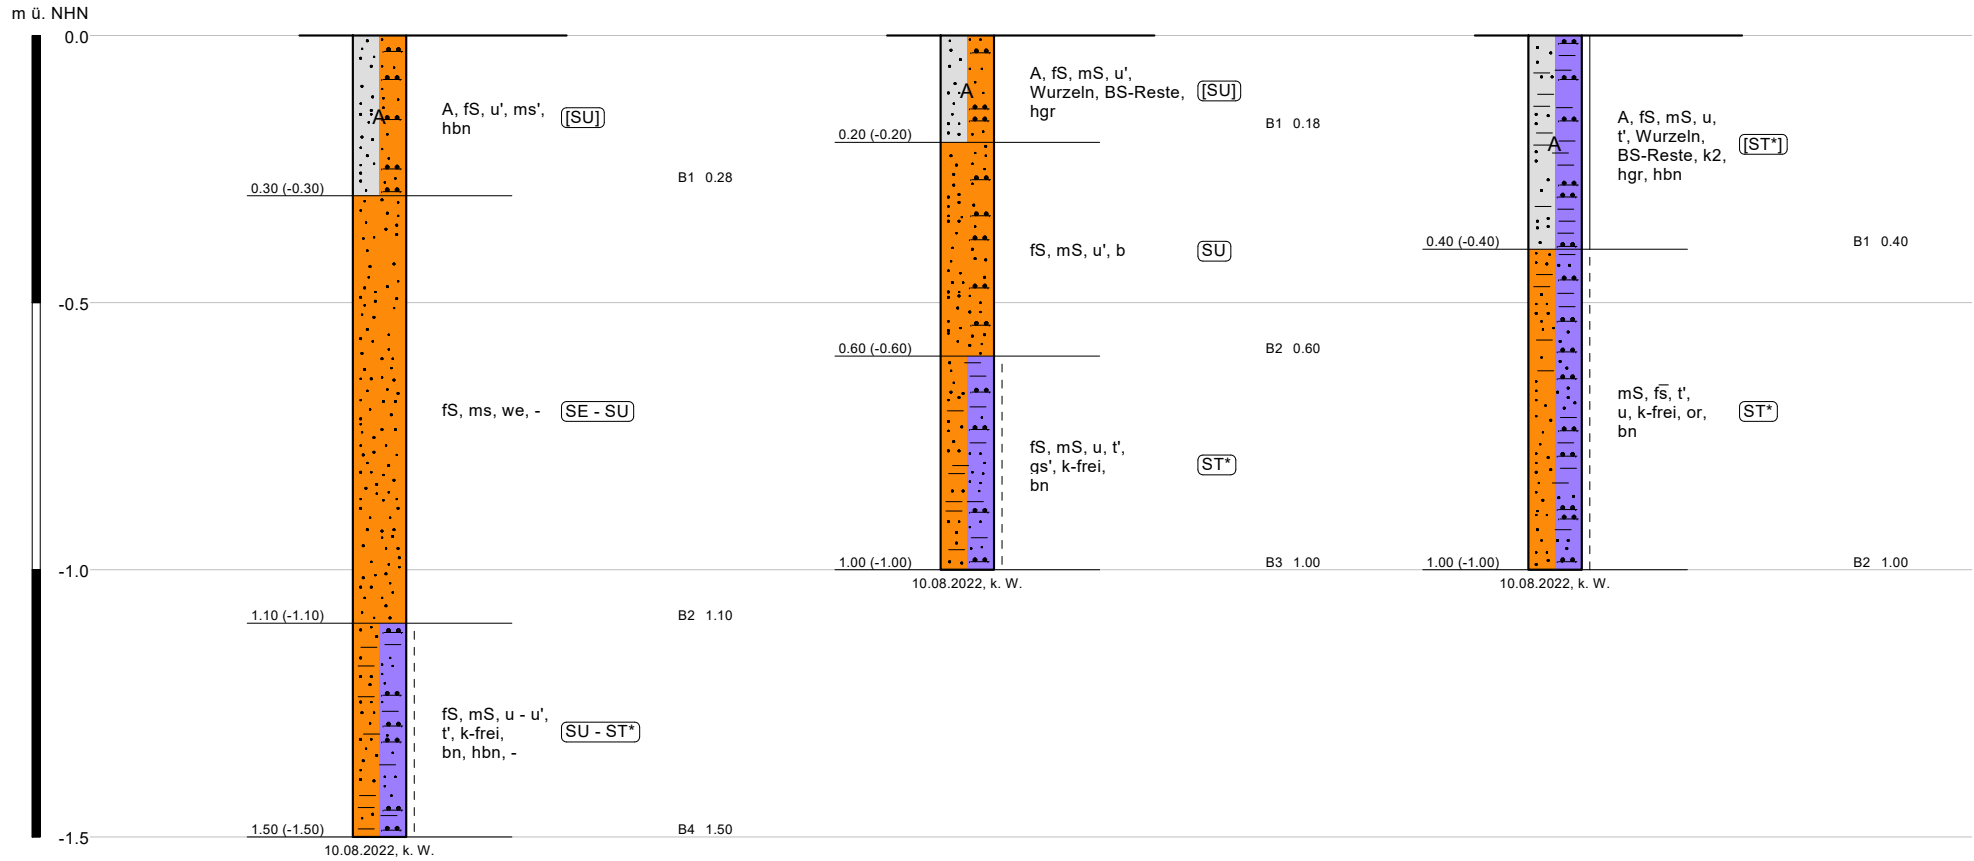 m ü. NHN
0.0
-0.5
-1.0
-1.5
A
A, fS, u', ms',
hbn
[SU]
0.30 (-0.30)
B1 0.28
fS, ms, we, -
SE - SU
1.10 (-1.10)
B2 1.10
fS, mS, u - u',
t', k-frei,
bn, hbn, -
SU - ST*
1.50 (-1.50)
B4 1.50
10.08.2022, k. W.
A
A, fS, mS, u',
Wurzeln, BS-Reste,
hgr
[SU]
0.20 (-0.20)
B1 0.18
fS, mS, u', b
SU
0.60 (-0.60)
B2 0.60
fS, mS, u, t',
gs', k-frei,
bn
ST*
1.00 (-1.00)
B3 1.00
10.08.2022, k. W.
A
A, fS, mS, u,
t', Wurzeln,
BS-Reste, k2,
hgr, hbn
[ST*]
0.40 (-0.40)
B1 0.40
mS, fs̅, t',
u, k-frei, or,
bn
ST*
1.00 (-1.00)
B2 1.00
10.08.2022, k. W.